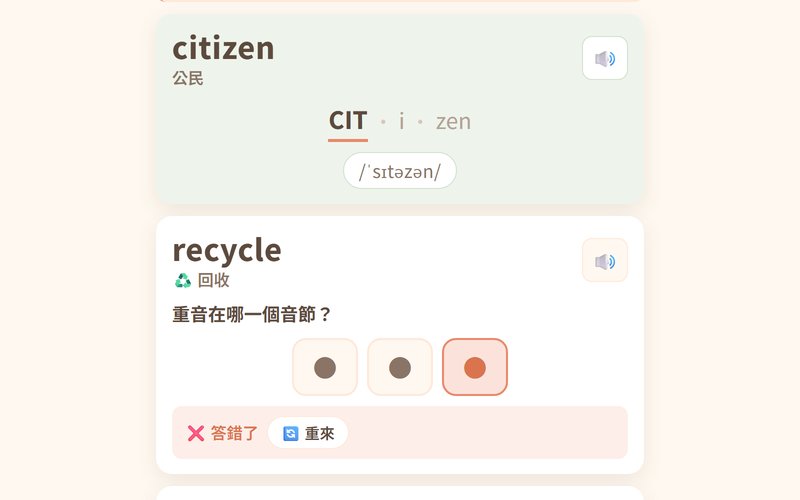 citizen
公民
CIT · i · zen
/ˈsɪtəzən/
recycle
♻️ 回收
重音在哪一個音節？
❌ 答錯了 🔄 重來